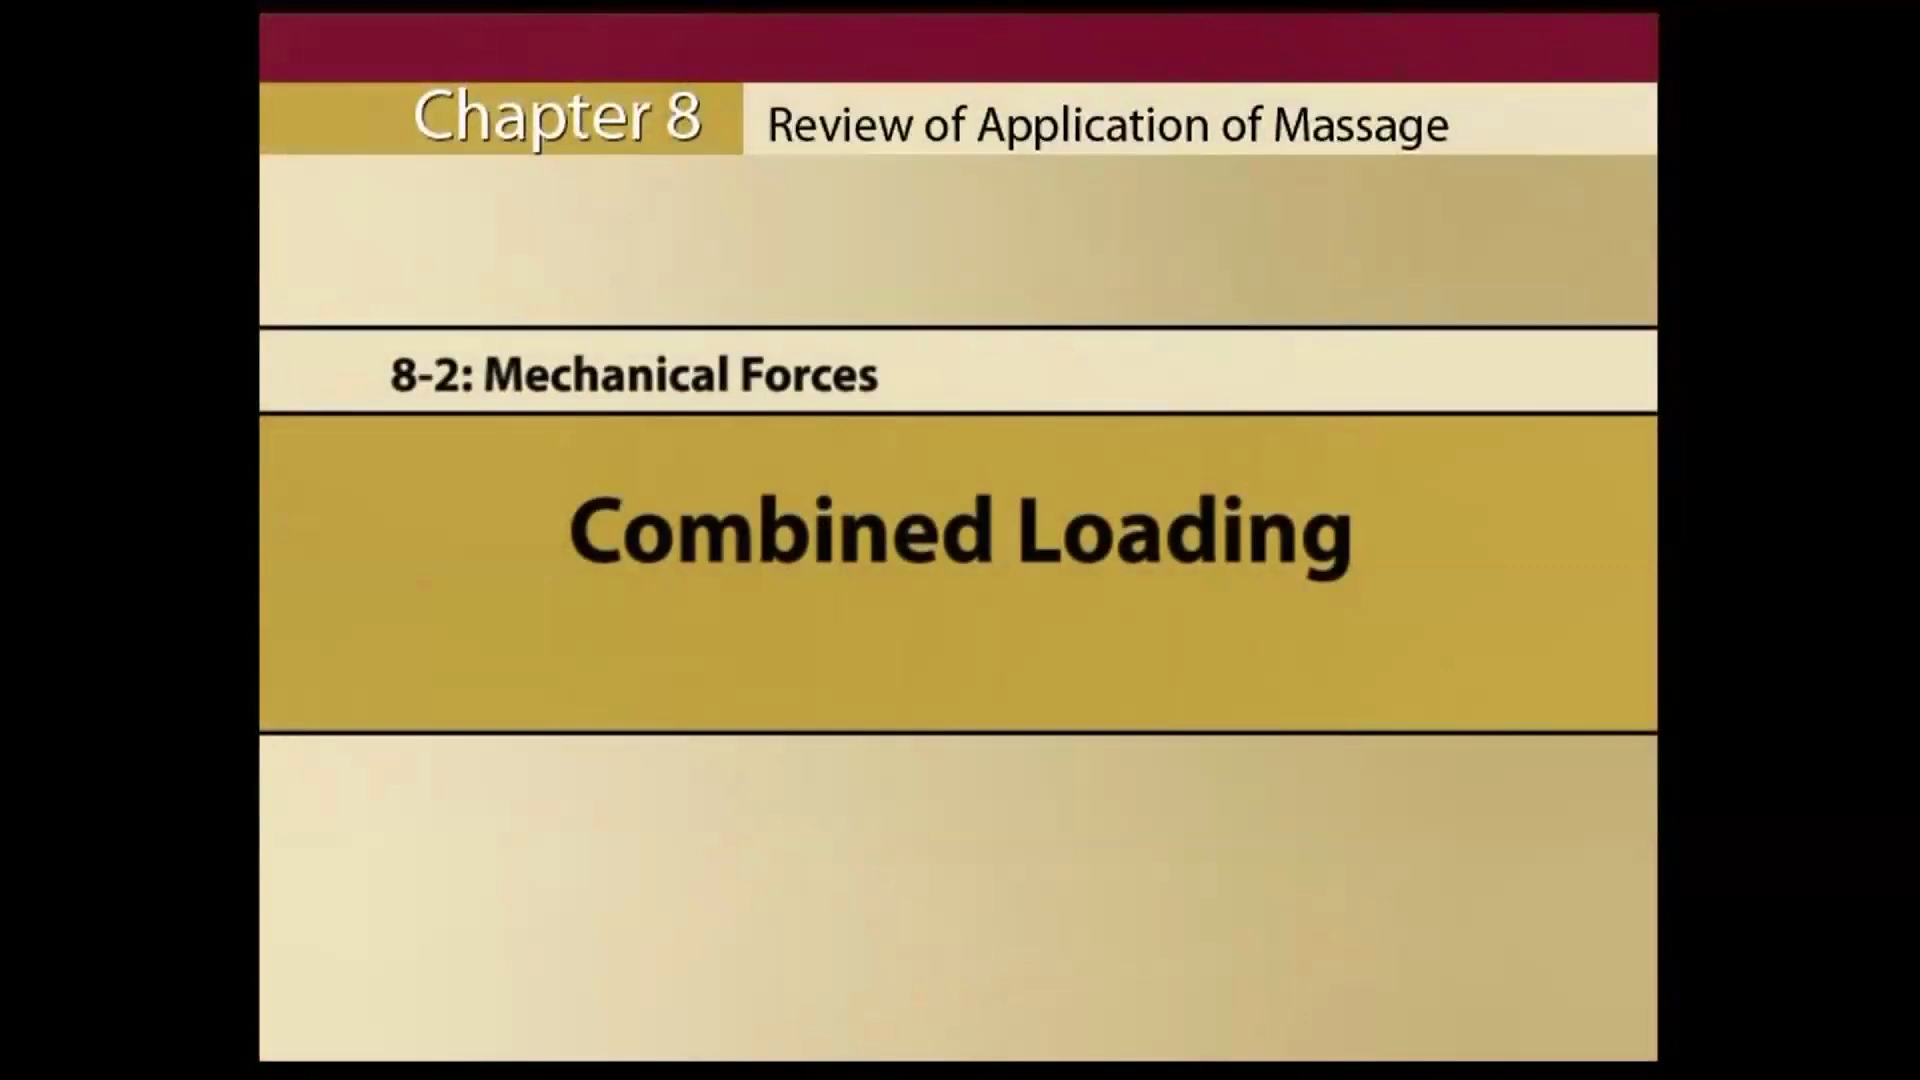 Chapter 8
Review of Application of Massage
8-2: Mechanical Forces
Combined Loading